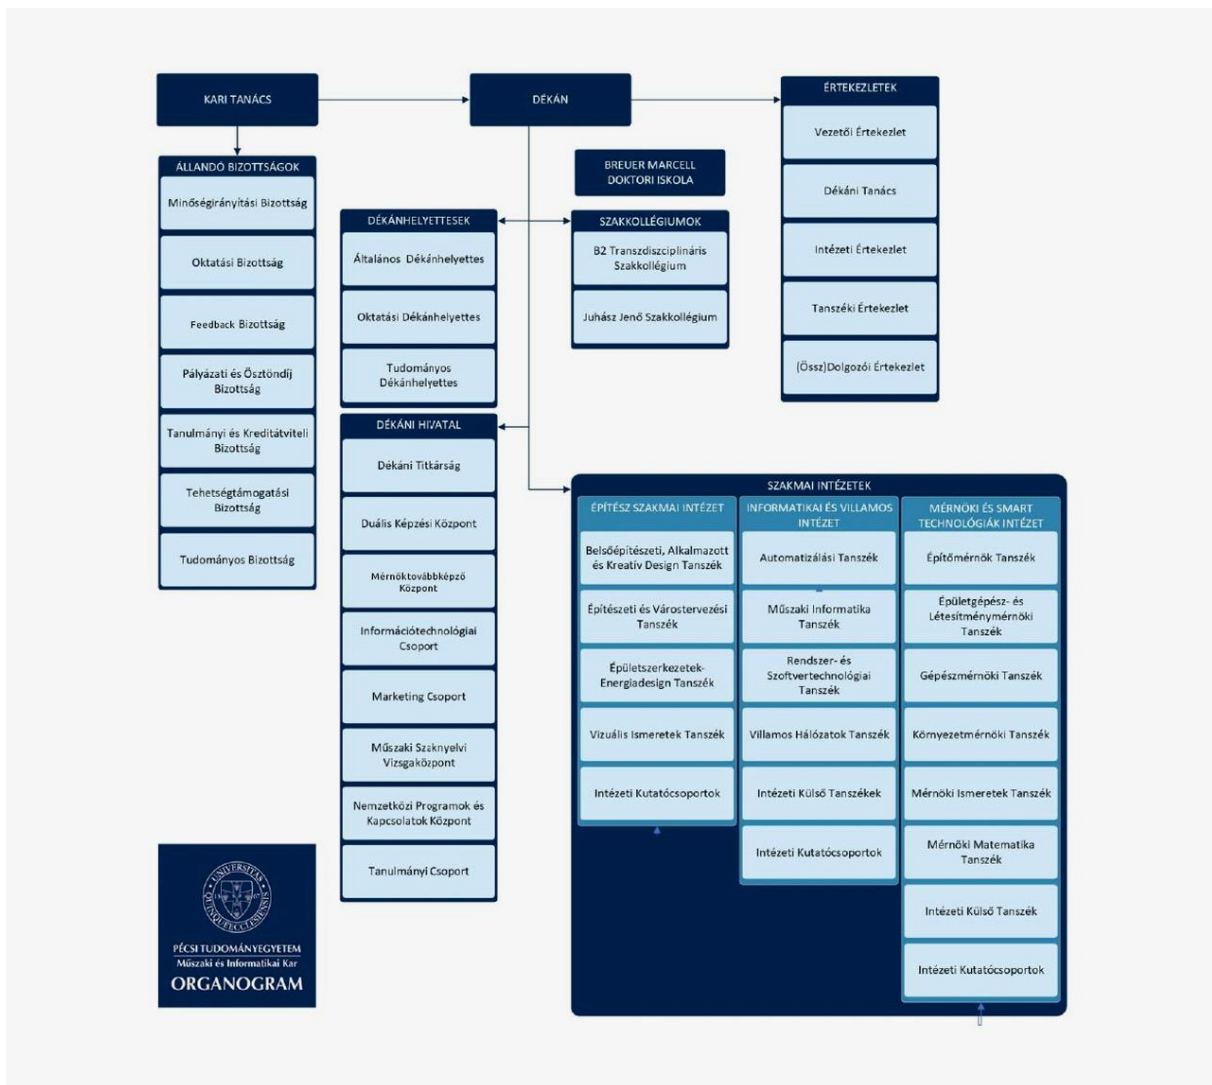 KARI TANÁCS
DÉKÁN
ÉRTEKEZLETEK
Vezetői Értekezlet
Dékáni Tanács
Intézeti Értekezlet
Tanszéki Értekezlet
(Össz)Dolgozói Értekezlet
BREUER MARCELL
DOKTORI ISKOLA
ÁLLANDÓ BIZOTTSÁGOK
Minőségirányítási Bizottság
Oktatási Bizottság
Feedback Bizottság
Pályázati és Ösztöndíj
Bizottság
Tanulmányi és Kreditátviteli
Bizottság
Tehetségtámogatási
Bizottság
Tudományos Bizottság
DÉKÁNHELYETTESEK
Általános Dékánhelyettes
Oktatási Dékánhelyettes
Tudományos
Dékánhelyettes
SZAKKOLLÉGIUMOK
B2 Transzdiszciplináris
Szakkollégium
Juhász Jenő Szakkollégium
DÉKÁNI HIVATAL
Dékáni Titkárság
Duális Képzési Központ
Mérnöktovábbképző
Központ
Információtechnológiai
Csoport
Marketing Csoport
Műszaki Szaknyelvi
Vizsgaközpont
Nemzetközi Programok és
Kapcsolatok Központ
Tanulmányi Csoport
SZAKMAI INTÉZETEK
ÉPÍTÉSZ SZAKMAI INTÉZET
Belsőépítészeti, Alkalmazott
és Kreatív Design Tanszék
Építészeti és Várostervezési
Tanszék
Épületszerkezetek-
Energiadesign Tanszék
Vizuális Ismeretek Tanszék
Intézeti Kutatócsoportok
INFORMATIKAI ÉS VILLAMOS
INTÉZET
Automatizálási Tanszék
Műszaki Informatika
Tanszék
Rendszer- és
Szoftvertechnológiai
Tanszék
Villamos Hálózatok Tanszék
Intézeti Külső Tanszékek
Intézeti Kutatócsoportok
MÉRNÖKI ÉS SMART
TECHNOLÓGIÁK INTÉZET
Építőmérnök Tanszék
Épületgépész- és
Létesítménymérnöki
Tanszék
Gépészmérnöki Tanszék
Környezetmérnöki Tanszék
Mérnöki Ismeretek Tanszék
Mérnöki Matematika
Tanszék
Intézeti Külső Tanszék
Intézeti Kutatócsoportok
UNIVERSITAS
QUINQUEECCLESIENSIS
1367
PÉCSI TUDOMÁNYEGYETEM
Műszaki és Informatikai Kar
ORGANOGRAM